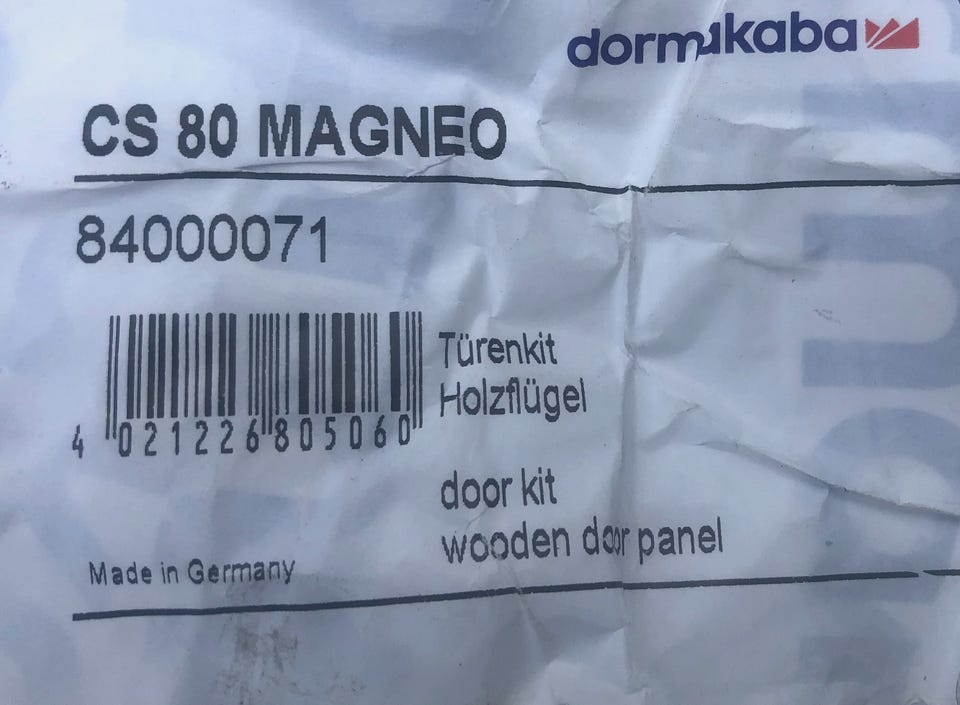 dormakaba
CS 80 MAGNEO
84000071
4 021226 805060
Türenkit
Holzflügel
door kit
wooden door panel
Made in Germany